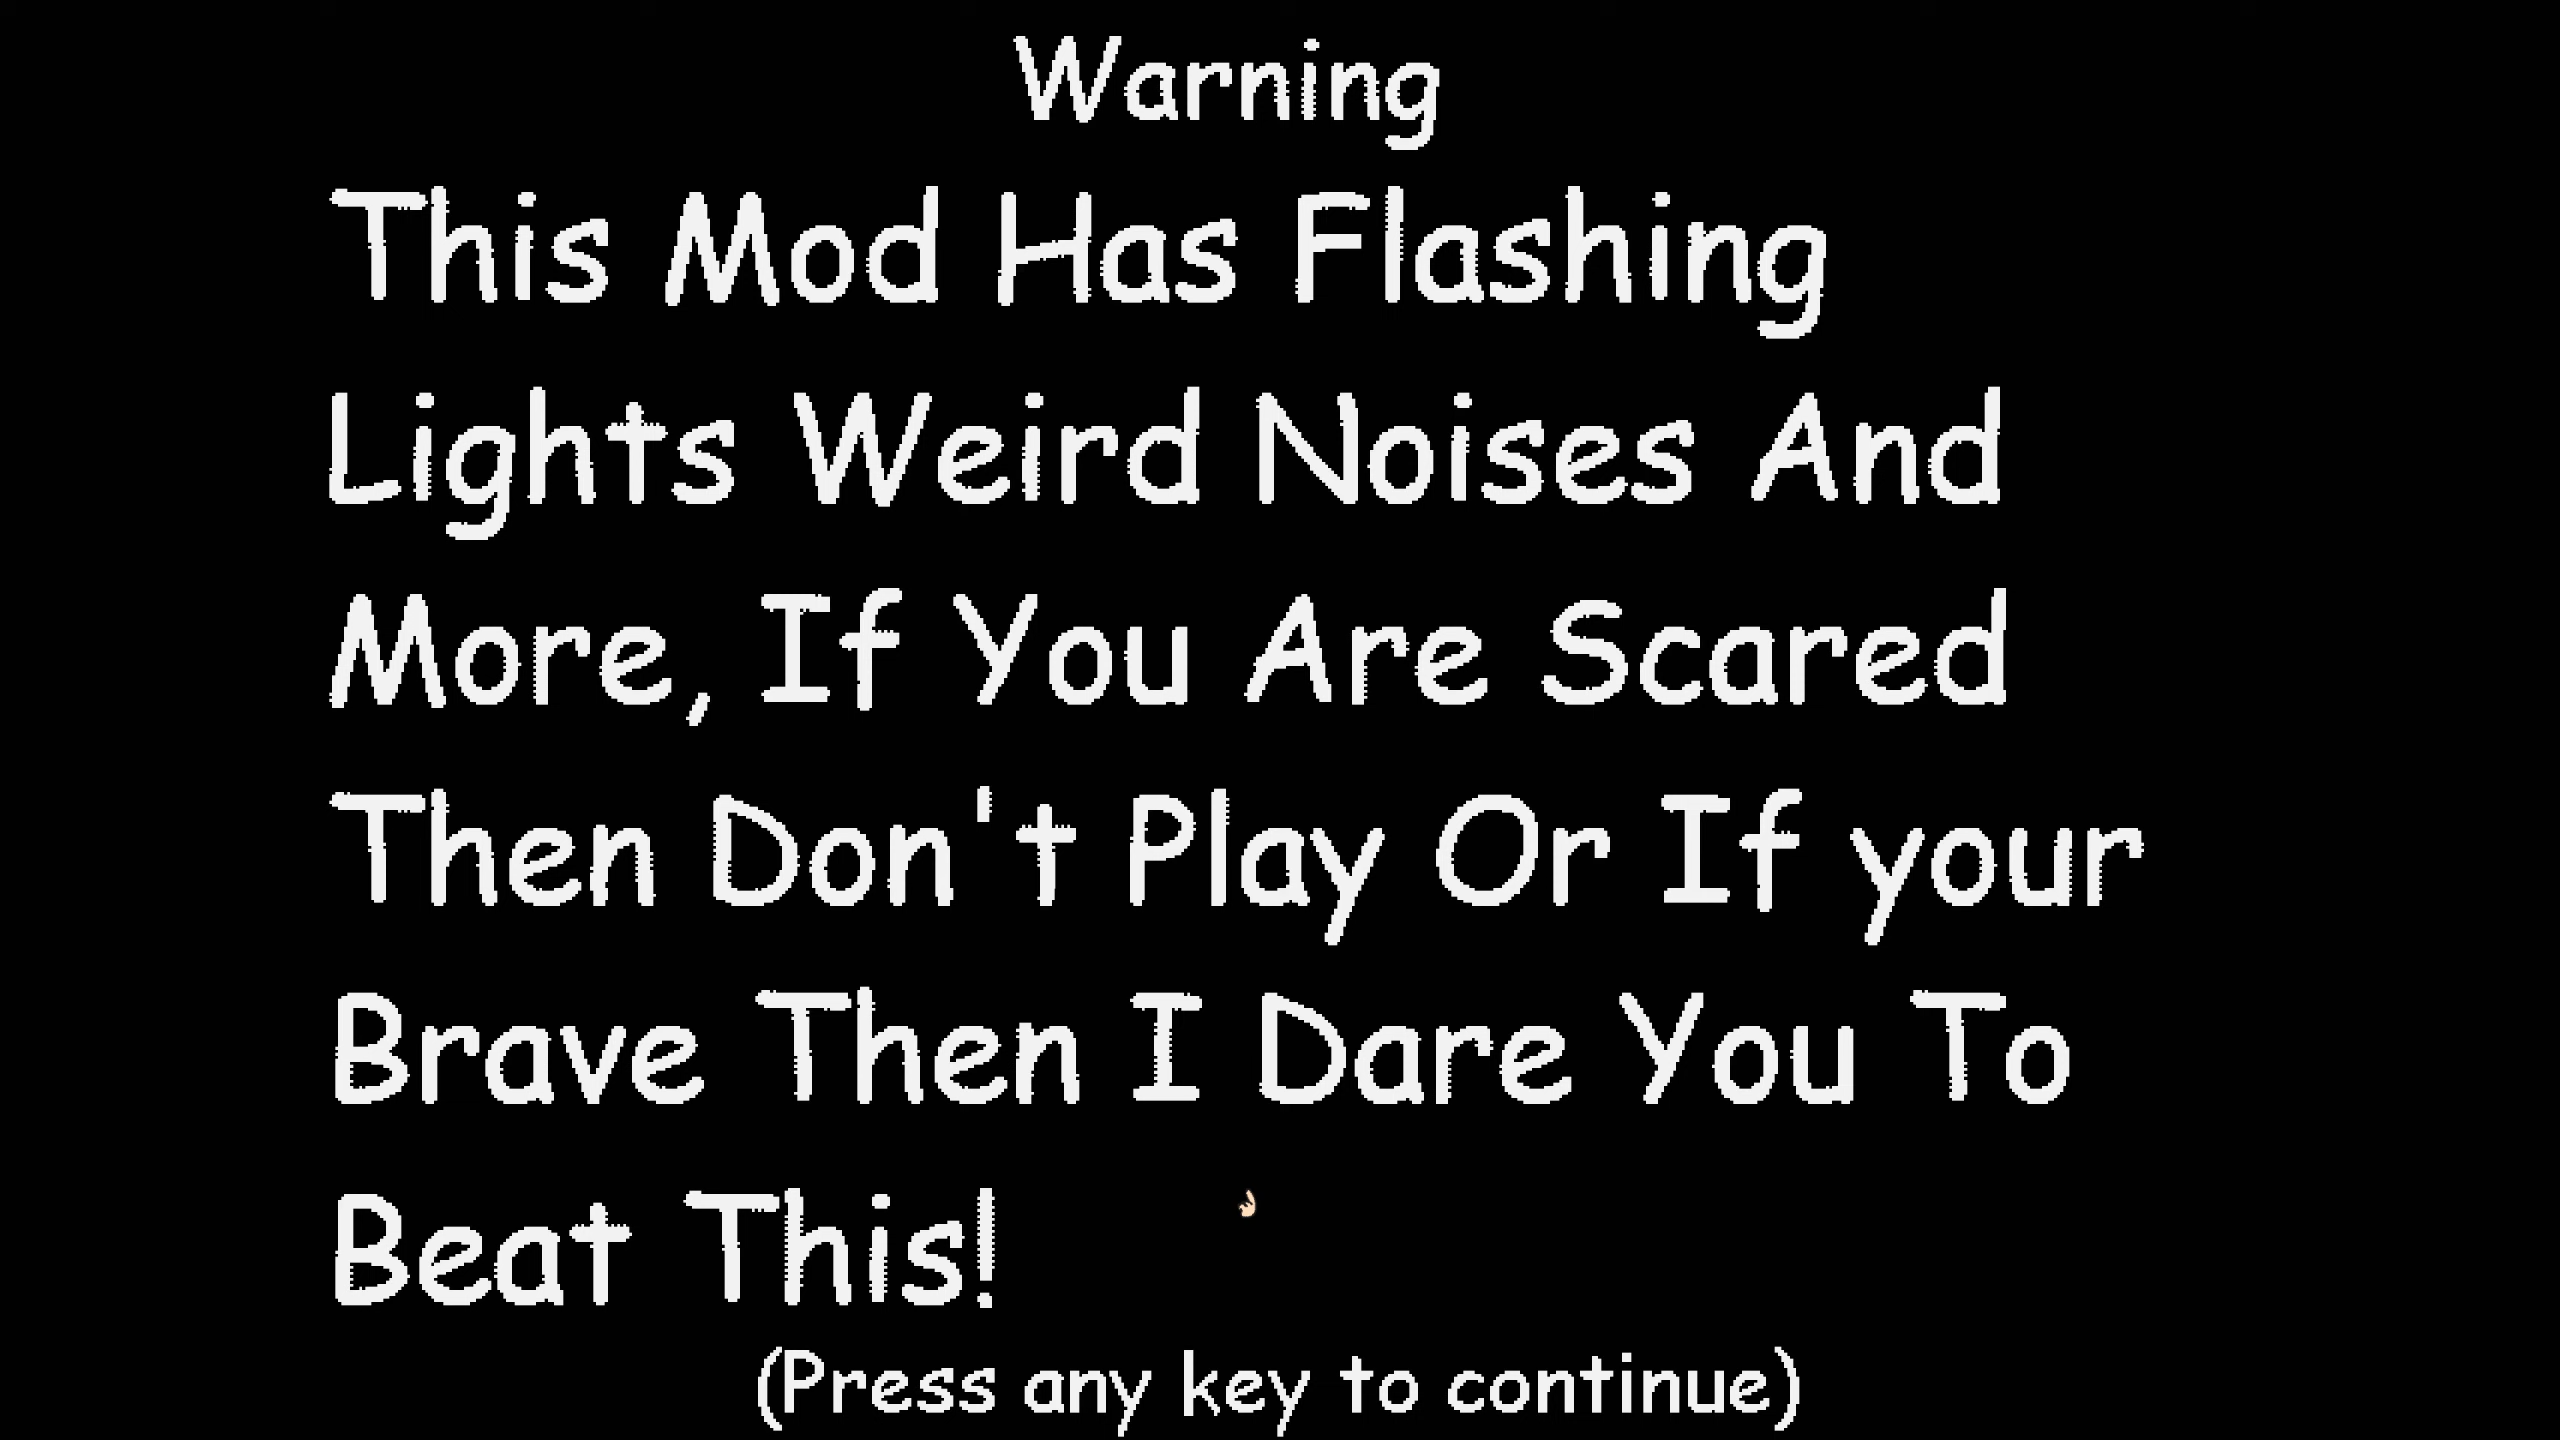 Warning
This Mod Has Flashing
Lights Weird Noises And
More, If You Are Scared
Then Don't Play Or If your
Brave Then I Dare You To
Beat This!
(Press any key to continue)